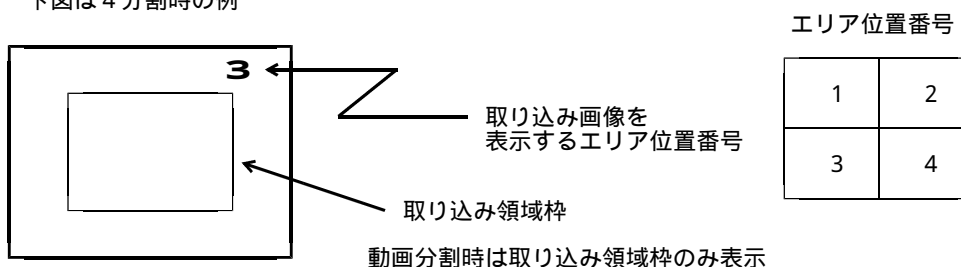 下図は４分割時の例
エリア位置番号
3
1 2
取り込み画像を
表示するエリア位置番号
3 4
取り込み領域枠
動画分割時は取り込み領域枠のみ表示